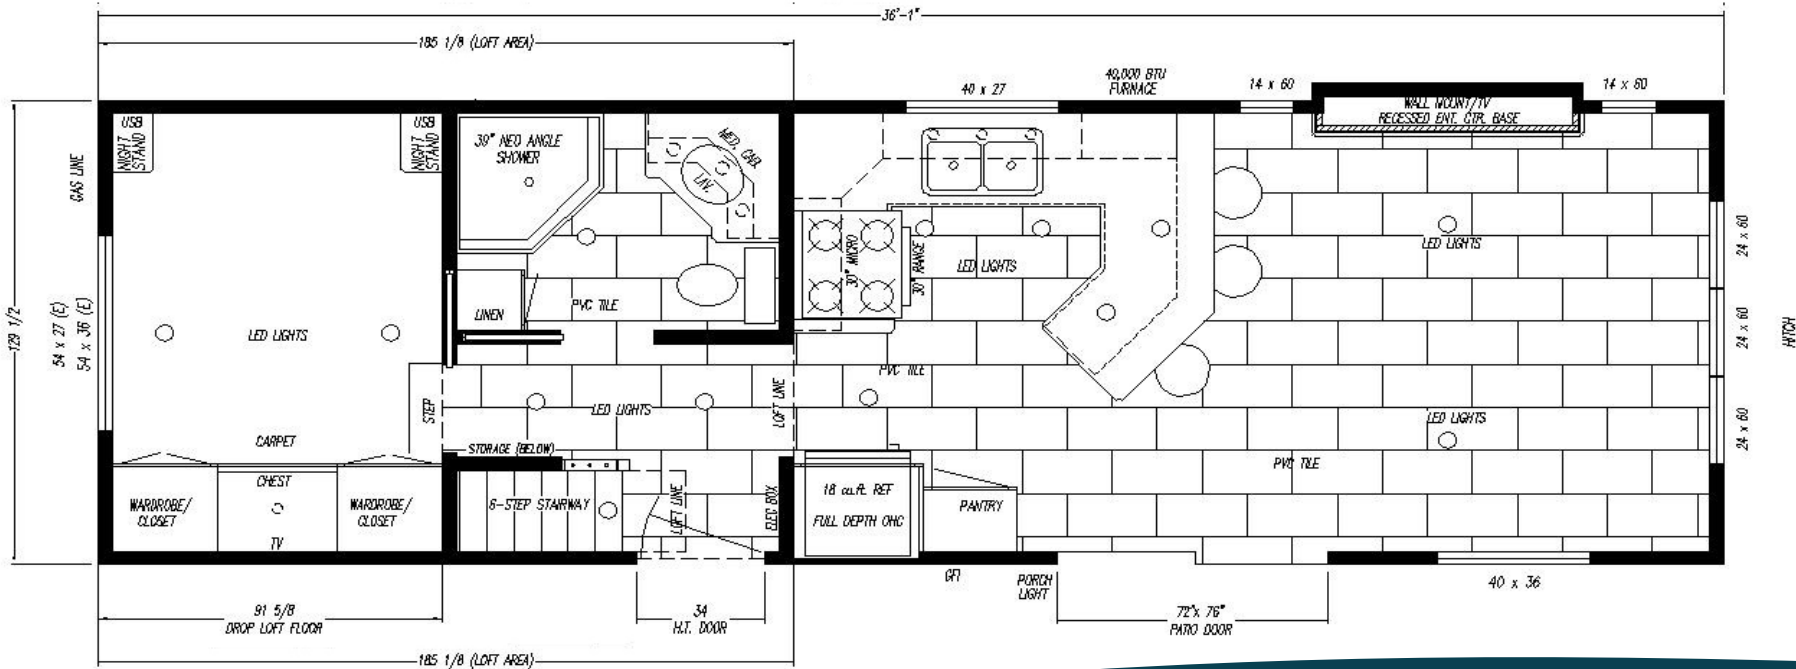 36'-1"
185 1/8 (LOFT AREA)
40,000 BTU
FURNACE
40 x 27
14 x 60
14 x 60
WALL MOUNT/TV
RECESSED ENT. CTR. BASE
USB
NIGHT
STAND
USB
NIGHT
STAND
39" NEO ANGLE
SHOWER
MED. CAB.
LAV.
GAS LINE
30" MICRO
30" RANGE
LED LIGHTS
LED LIGHTS
24 x 60
24 x 60
24 x 60
HITCH
129 1/2
54 x 27 (E)
54 x 36 (E)
LED LIGHTS
LINEN
PVC TILE
PVC TILE
STEP
LED LIGHTS
LOFT LINE
LED LIGHTS
CARPET
STORAGE (BELOW)
PVC TILE
CHEST
WARDROBE/
CLOSET
WARDROBE/
CLOSET
TV
6-STEP STAIRWAY
LOFT LINE
ELEC BOX
18 cu.ft. REF
FULL DEPTH OHC
PANTRY
GFI
PORCH
LIGHT
40 x 36
91 5/8
DROP LOFT FLOOR
34
H.T. DOOR
72"x 76"
PATIO DOOR
185 1/8 (LOFT AREA)